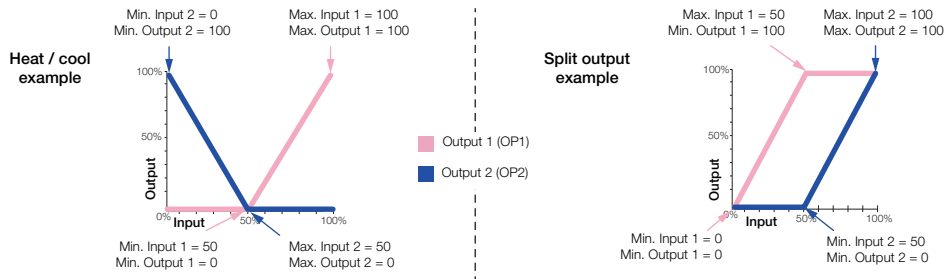 Heat / cool
example
Min. Input 2 = 0
Min. Output 2 = 100
Max. Input 1 = 100
Max. Output 1 = 100
100%
50%
Output
0%
Input
50%
100%
Min. Input 1 = 50
Min. Output 1 = 0
Max. Input 2 = 50
Max. Output 2 = 0
Output 1 (OP1)
Output 2 (OP2)
Split output
example
Max. Input 1 = 50
Min. Output 1 = 100
Max. Input 2 = 100
Max. Output 2 = 100
100%
50%
Output
0%
Input
50%
100%
Min. Input 1 = 0
Min. Output 1 = 0
Min. Input 2 = 50
Min. Output 2 = 0